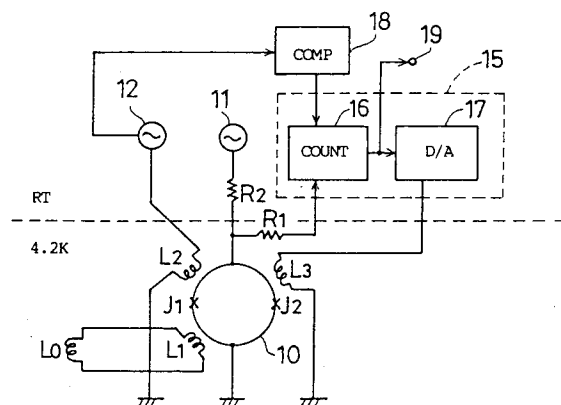 18
COMP
19
15
12
11
16
17
COUNT
D/A
R2
RT
R1
4.2K
L2
L3
J1
J2
L0
L1
10